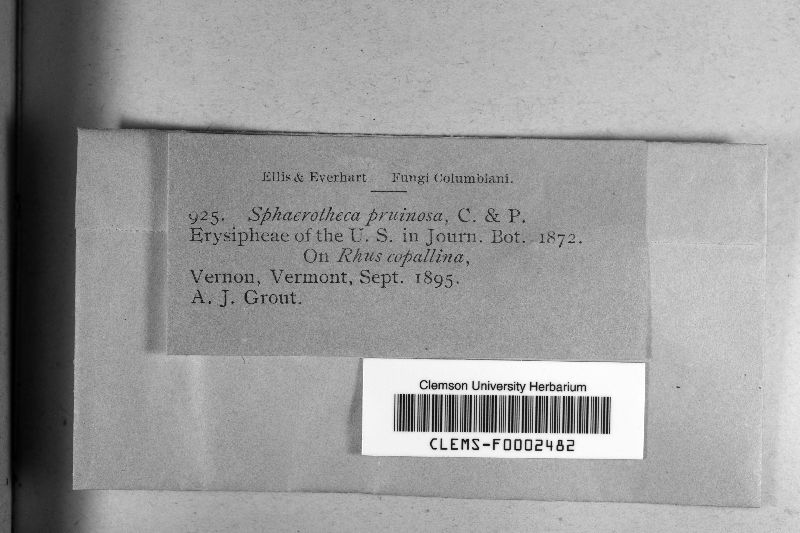 Ellis & Everhart Fungi Columbiani.
925. Sphaerotheca pruinosa, C. & P.
Erysipheae of the U. S. in Journ. Bot. 1872.
On Rhus copallina,
Vernon, Vermont, Sept. 1895.
A. J. Grout.
Clemson University Herbarium
CLEMS-F0002482